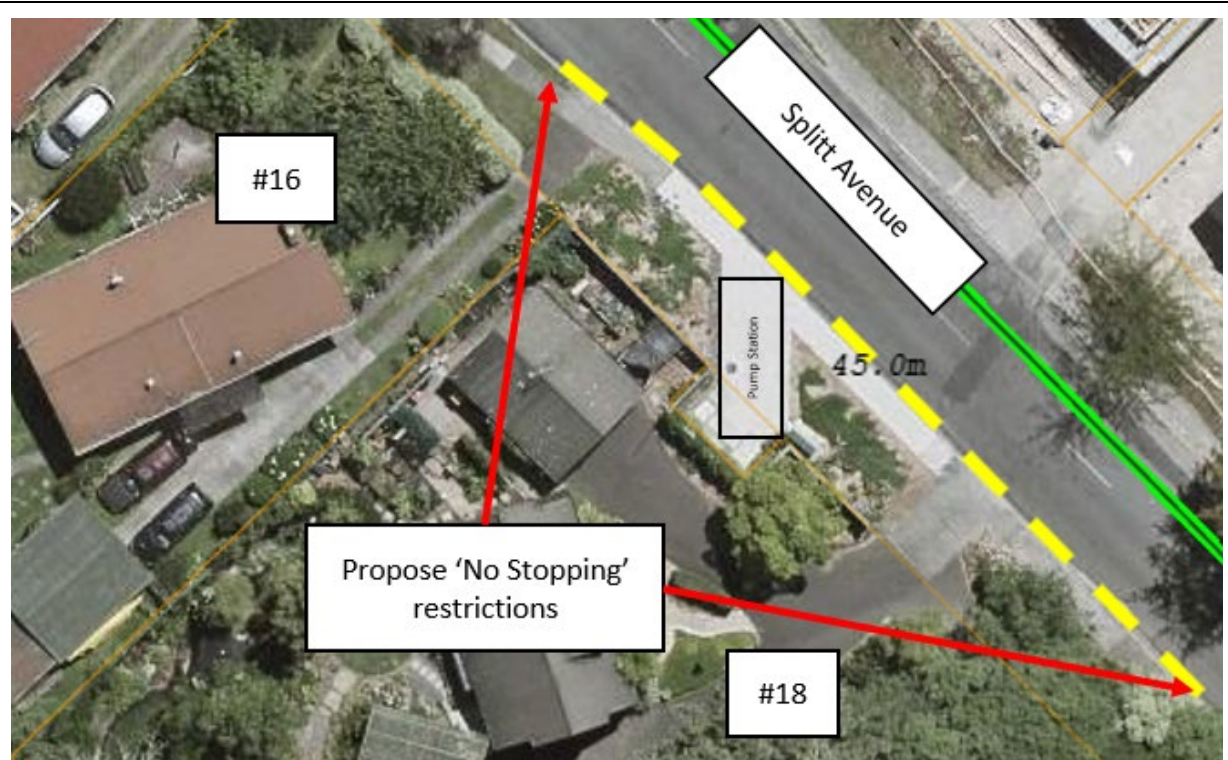 #16
Splitt Avenue
Pump Station
45.0m
Propose ‘No Stopping’
restrictions
#18